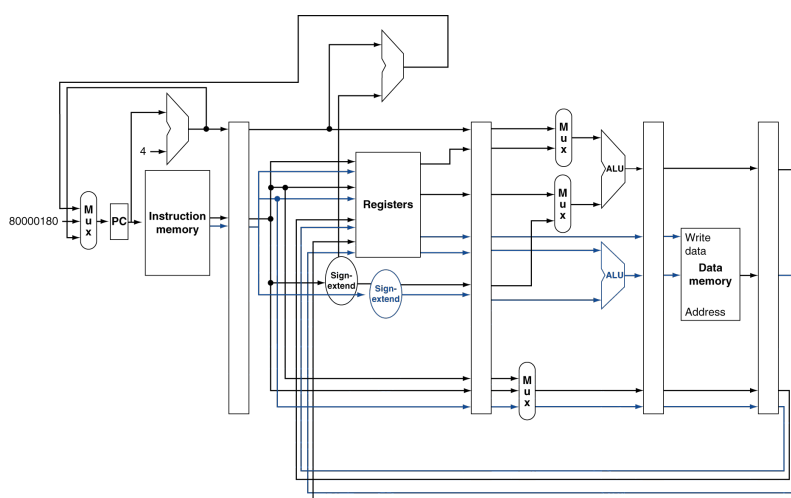 4
M
u
x
80000180
PC
Instruction
memory
Registers
Sign-
extend
Sign-
extend
M
u
x
M
u
x
M
u
x
ALU
ALU
Write
data
Data
memory
Address